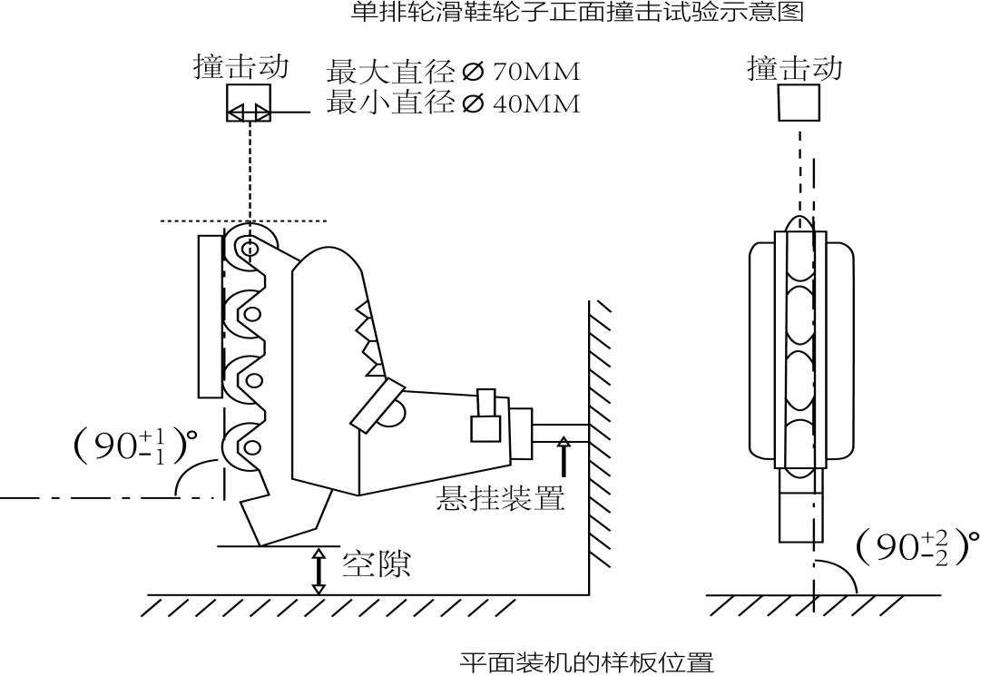 单排轮滑鞋轮子正面撞击试验示意图
撞击动
最大直径 Ø 70MM
最小直径 Ø 40MM
撞击动
(90+1-1)°
悬挂装置
空隙
(90+2-2)°
平面装机的样板位置